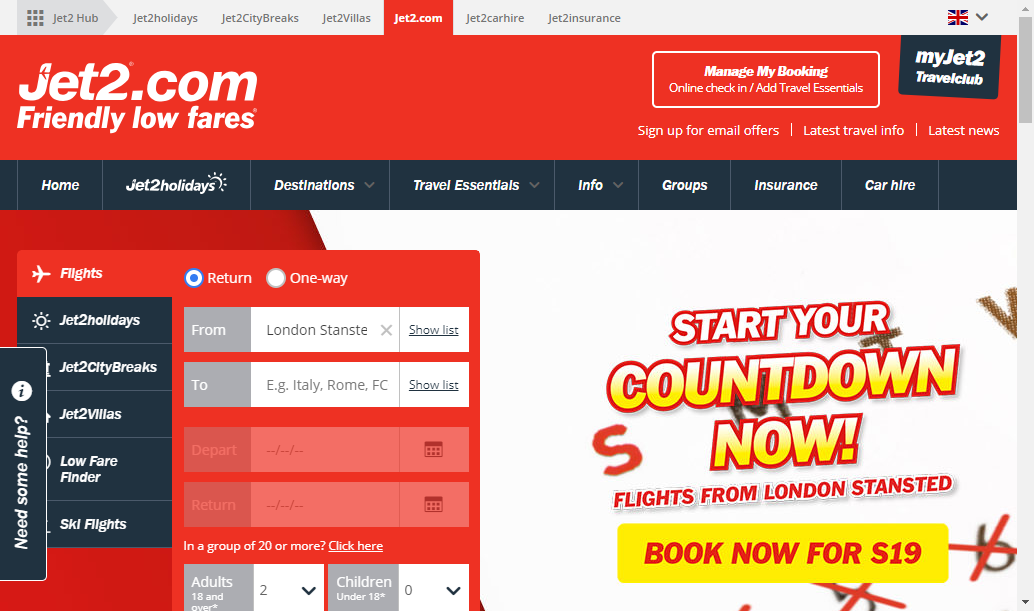 Jet2 Hub
Jet2holidays
Jet2CityBreaks
Jet2Villas
Jet2.com
Jet2carhire
Jet2insurance
Jet2.com
Friendly low fares
Manage My Booking
Online check in / Add Travel Essentials
myJet2
Travelclub
Sign up for email offers
Latest travel info
Latest news
Home
Jet2holidays
Destinations
Travel Essentials
Info
Groups
Insurance
Car hire
Flights
Jet2holidays
Jet2CityBreaks
Jet2Villas
Low Fare
Finder
Ski Flights
i
Need some help?
Return
One-way
From
London Stanste
Show list
To
E.g. Italy, Rome, FC
Show list
Depart
--/--/--
Return
--/--/--
In a group of 20 or more? Click here
Adults
18 and
over*
2
Children
Under 18*
0
START YOUR
COUNTDOWN
NOW!
FLIGHTS FROM LONDON STANSTED
BOOK NOW FOR S19